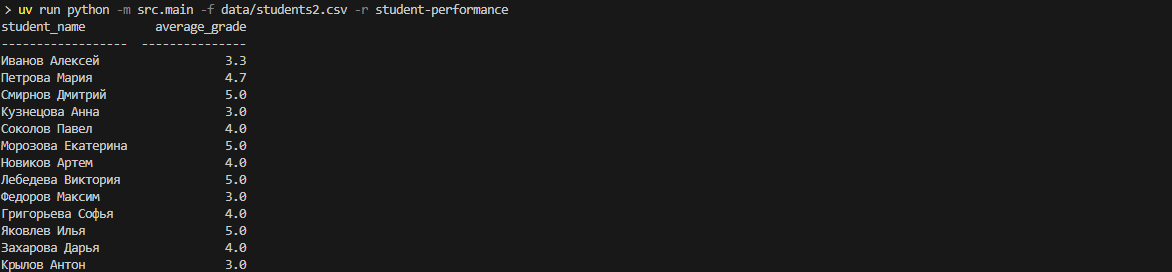 > uv run python -m src.main -f data/students2.csv -r student-performance
student_name          average_grade
------------------  ---------------
Иванов Алексей                  3.3
Петрова Мария                   4.7
Смирнов Дмитрий                 5.0
Кузнецова Анна                  3.0
Соколов Павел                   4.0
Морозова Екатерина              5.0
Новиков Артем                   4.0
Лебедева Виктория               5.0
Федоров Максим                  3.0
Григорьева Софья                4.0
Яковлев Илья                    5.0
Захарова Дарья                  4.0
Крылов Антон                    3.0